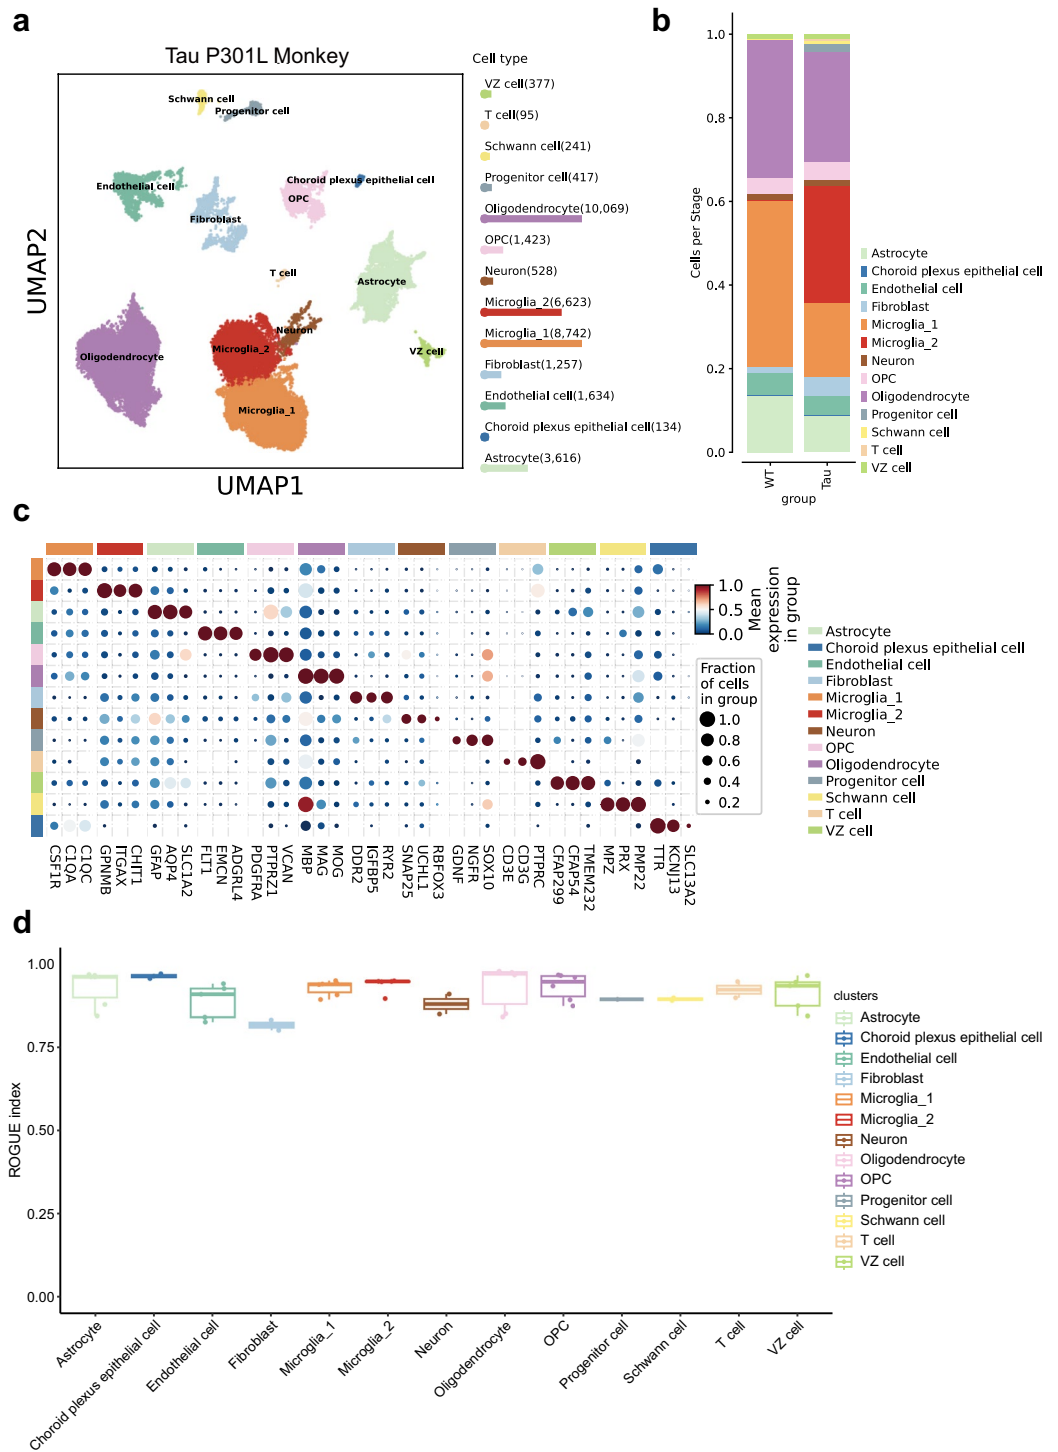 a
Tau P301L Monkey
UMAP2
UMAP1
Schwann cell
Progenitor cell
Endothelial cell
Choroid plexus epithelial cell
OPC
Fibroblast
T cell
Astrocyte
Neuron
Microglia_2
Oligodendrocyte
VZ cell
Microglia_1
Cell type
VZ cell(377)
T cell(95)
Schwann cell(241)
Progenitor cell(417)
Oligodendrocyte(10,069)
OPC(1,423)
Neuron(528)
Microglia_2(6,623)
Microglia_1(8,742)
Fibroblast(1,257)
Endothelial cell(1,634)
Choroid plexus epithelial cell(134)
Astrocyte(3,616)
b
Cells per Stage
1.0
0.8
0.6
0.4
0.2
0.0
WT
Tau
group
Astrocyte
Choroid plexus epithelial cell
Endothelial cell
Fibroblast
Microglia_1
Microglia_2
Neuron
OPC
Oligodendrocyte
Progenitor cell
Schwann cell
T cell
VZ cell
c
CSF1R
C1QA
C1QC
GPNMB
ITGAX
CHIT1
GFAP
AQP4
SLC1A2
FLT1
EMCN
ADGRL4
PDGFRA
PTPRZ1
VCAN
MBP
MAG
MOG
DDR2
IGFBP5
RYR2
SNAP25
UCHL1
RBFOX3
GDNF
NGFR
SOX10
CD3E
CD3G
PTPRC
CFAP299
CFAP54
TMEM232
MPZ
PRX
PMP22
TTR
KCNJ13
SLC13A2
1.0
0.5
0.0
Mean
expression
in group
Fraction
of cells
in group
1.0
0.8
0.6
0.4
0.2
Astrocyte
Choroid plexus epithelial cell
Endothelial cell
Fibroblast
Microglia_1
Microglia_2
Neuron
OPC
Oligodendrocyte
Progenitor cell
Schwann cell
T cell
VZ cell
d
ROGUE index
1.00
0.75
0.50
0.25
0.00
Astrocyte
Choroid plexus epithelial cell
Endothelial cell
Fibroblast
Microglia_1
Microglia_2
Neuron
Oligodendrocyte
OPC
Progenitor cell
Schwann cell
T cell
VZ cell
clusters
Astrocyte
Choroid plexus epithelial cell
Endothelial cell
Fibroblast
Microglia_1
Microglia_2
Neuron
Oligodendrocyte
OPC
Progenitor cell
Schwann cell
T cell
VZ cell